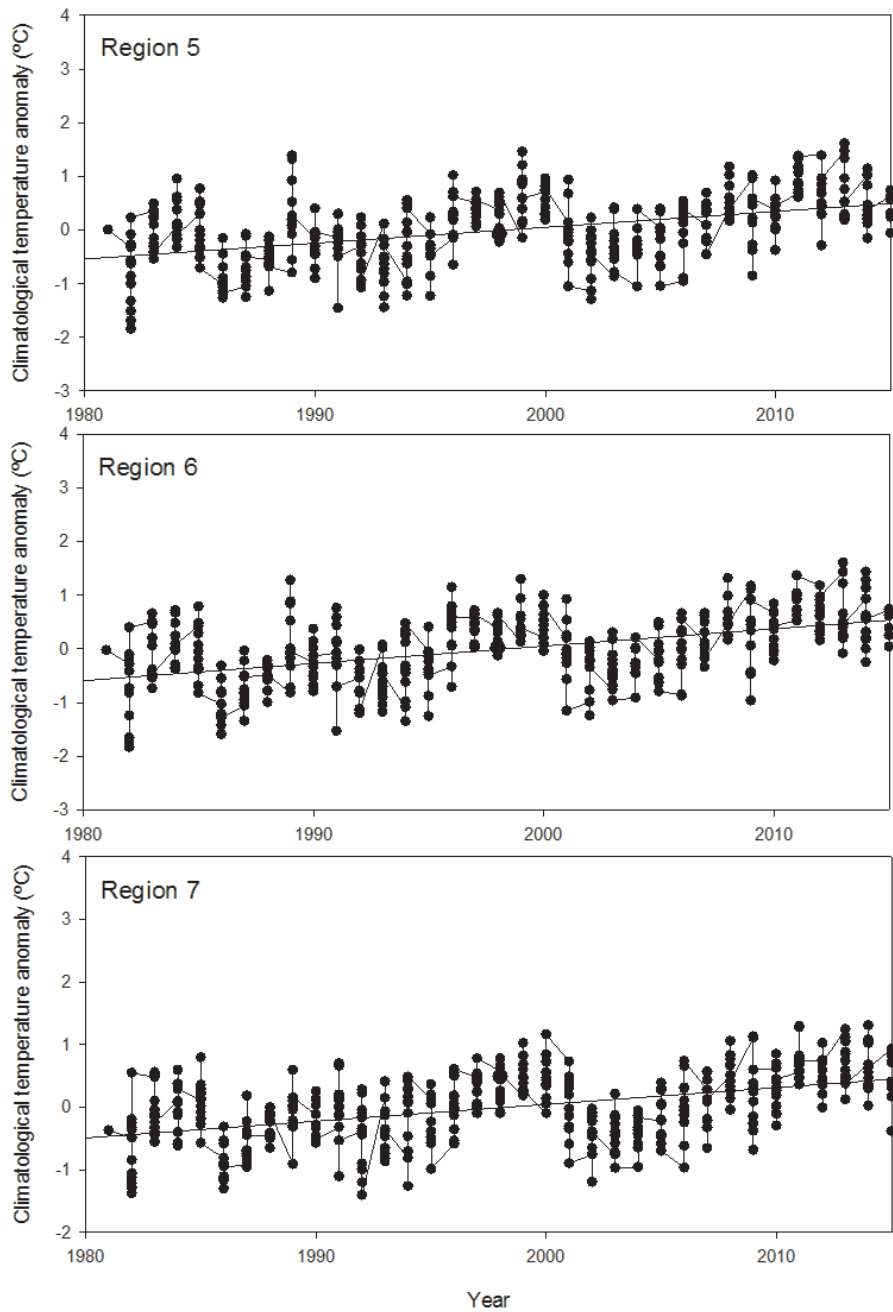 Climatological temperature anomaly (ºC)
4
Region 5
3
2
1
0
-1
-2
-3
1980 1990 2000 2010
Climatological temperature anomaly (ºC)
4
Region 6
3
2
1
0
-1
-2
-3
1980 1990 2000 2010
Climatological temperature anomaly (ºC)
4
Region 7
3
2
1
0
-1
-2
1980 1990 2000 2010
Year